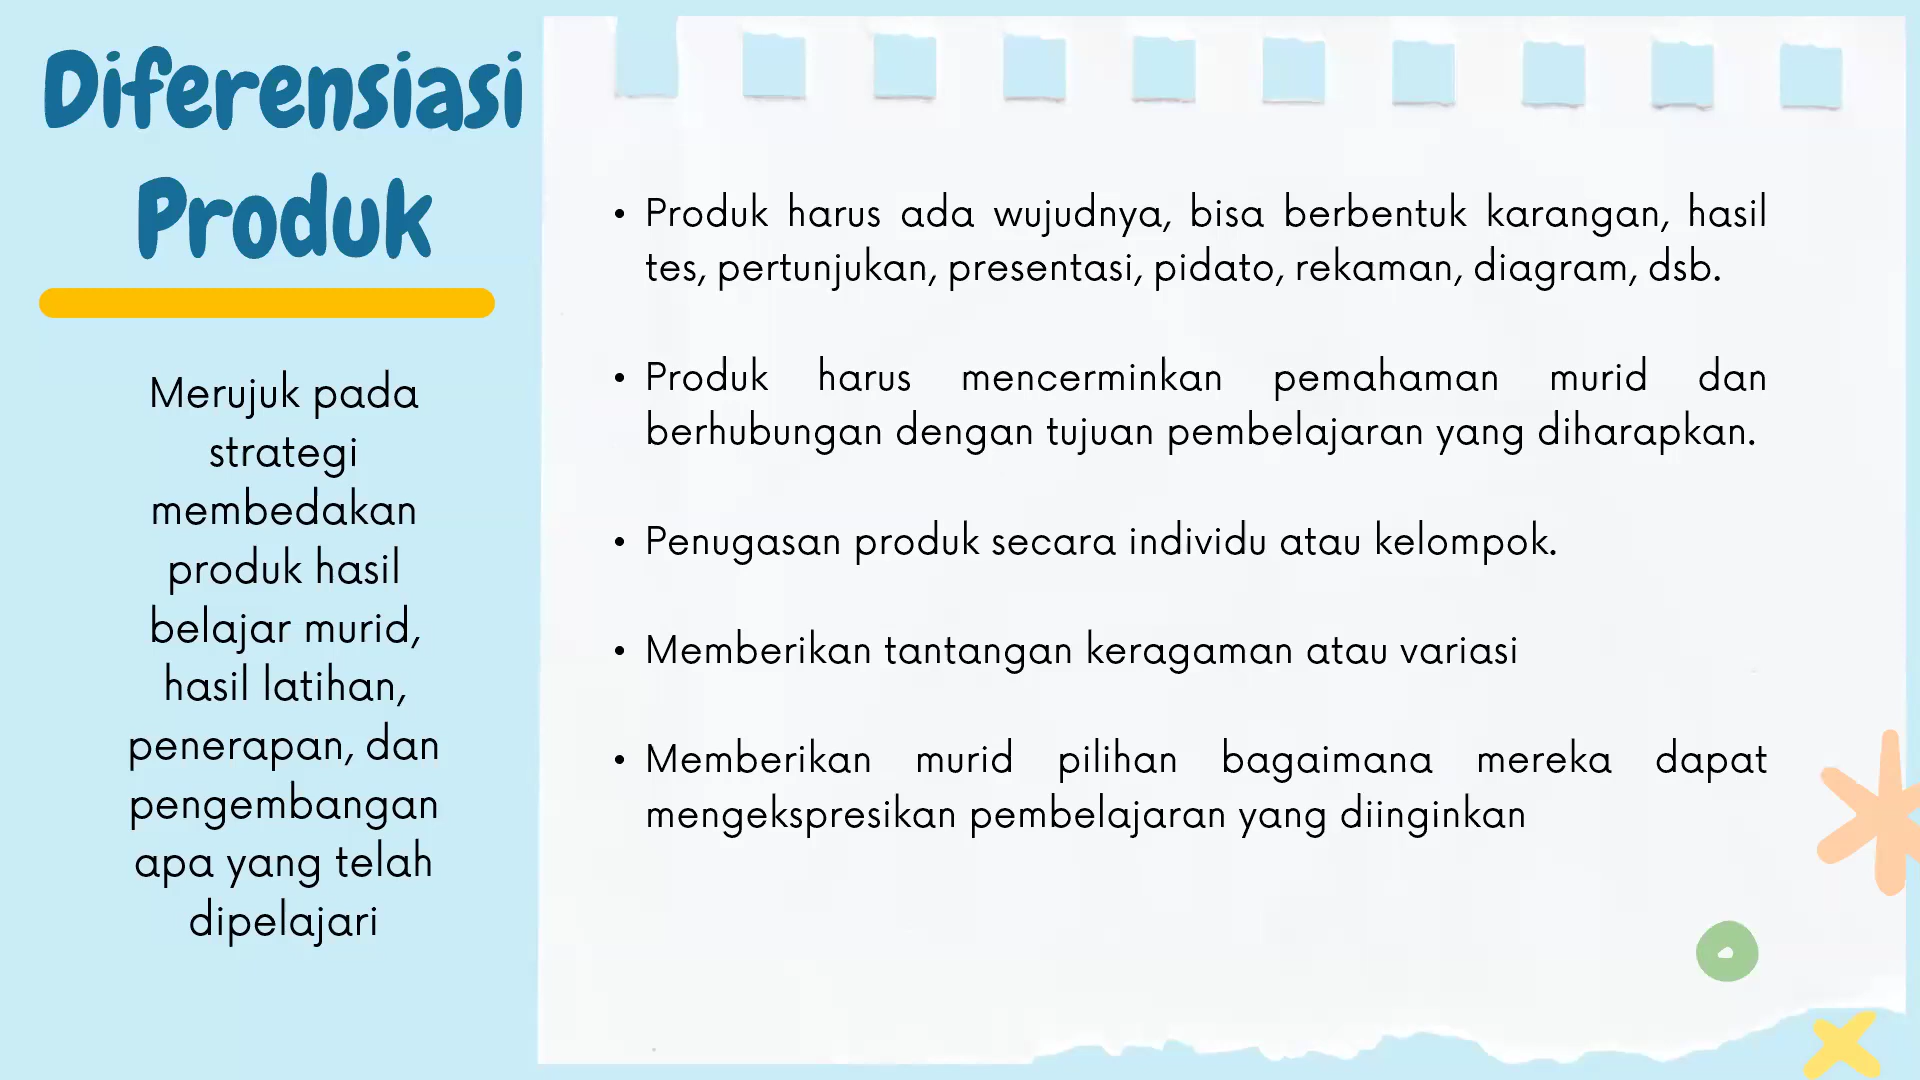 Diferensiasi
Produk
Merujuk pada
strategi
membedakan
produk hasil
belajar murid,
hasil latihan,
penerapan, dan
pengembangan
apa yang telah
dipelajari
• Produk harus ada wujudnya, bisa berbentuk karangan, hasil
tes, pertunjukan, presentasi, pidato, rekaman, diagram, dsb.
• Produk harus mencerminkan pemahaman murid dan
berhubungan dengan tujuan pembelajaran yang diharapkan.
• Penugasan produk secara individu atau kelompok.
• Memberikan tantangan keragaman atau variasi
• Memberikan murid pilihan bagaimana mereka dapat
mengekspresikan pembelajaran yang diinginkan